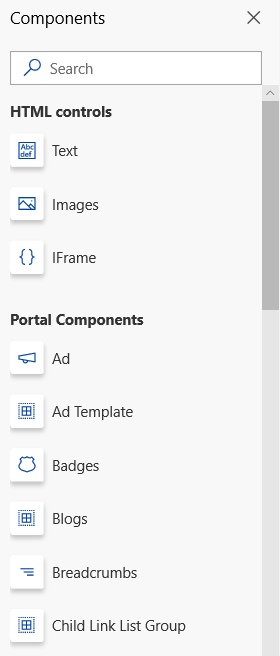 Components
Search
HTML controls
Abc
def
Text
Images
IFrame
Portal Components
Ad
Ad Template
Badges
Blogs
Breadcrumbs
Child Link List Group